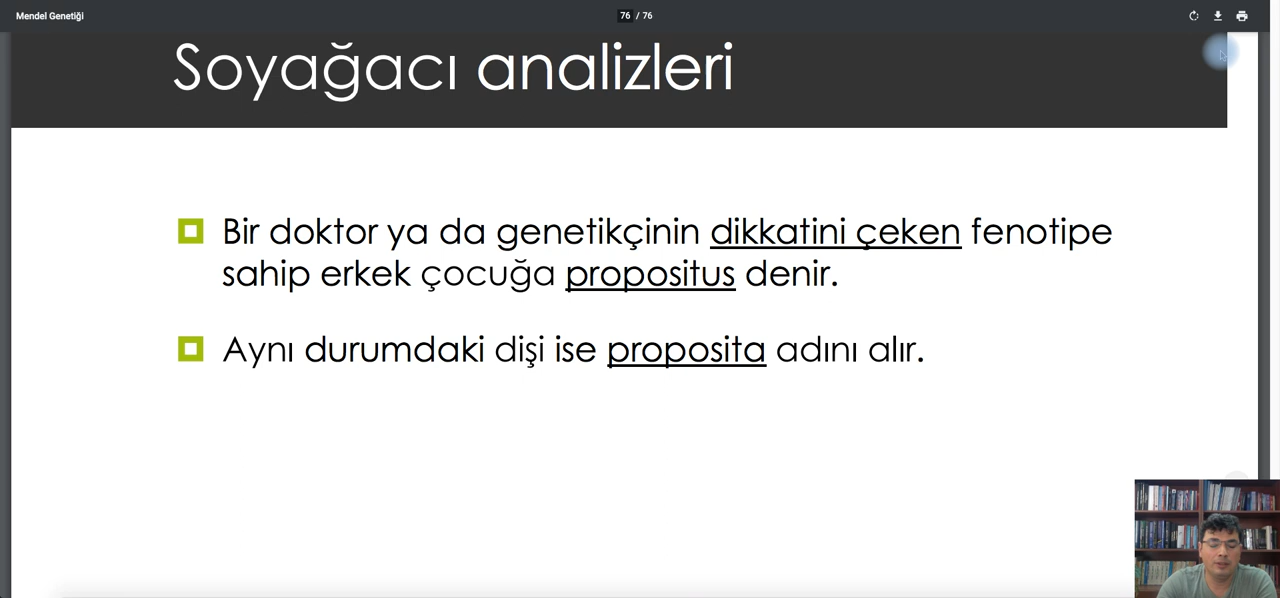 Mendel Genetiği
76 / 76
Soyağacı analizleri
Bir doktor ya da genetikçinin dikkatini çeken fenotipe
sahip erkek çocuğa propositus denir.
Aynı durumdaki dişi ise proposita adını alır.